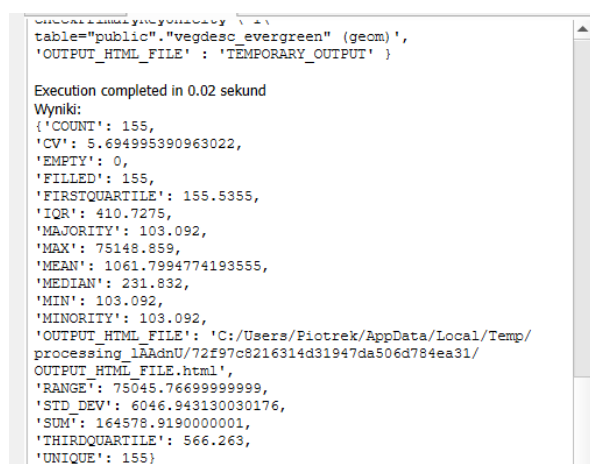 table="public"."vegdesc_evergreen" (geom)',
'OUTPUT_HTML_FILE' : 'TEMPORARY_OUTPUT' }
Execution completed in 0.02 sekund
Wyniki:
{'COUNT': 155,
'CV': 5.694995390963022,
'EMPTY': 0,
'FILLED': 155,
'FIRSTQUARTILE': 155.5355,
'IQR': 410.7275,
'MAJORITY': 103.092,
'MAX': 75148.859,
'MEAN': 1061.7994774193555,
'MEDIAN': 231.832,
'MIN': 103.092,
'MINORITY': 103.092,
'OUTPUT_HTML_FILE': 'C:/Users/Piotrek/AppData/Local/Temp/
processing_lAAdnU/72f97c8216314d31947da506d784ea31/
OUTPUT_HTML_FILE.html',
'RANGE': 75045.76699999999,
'STD_DEV': 6046.943130030176,
'SUM': 164578.9190000001,
'THIRDQUARTILE': 566.263,
'UNIQUE': 155}